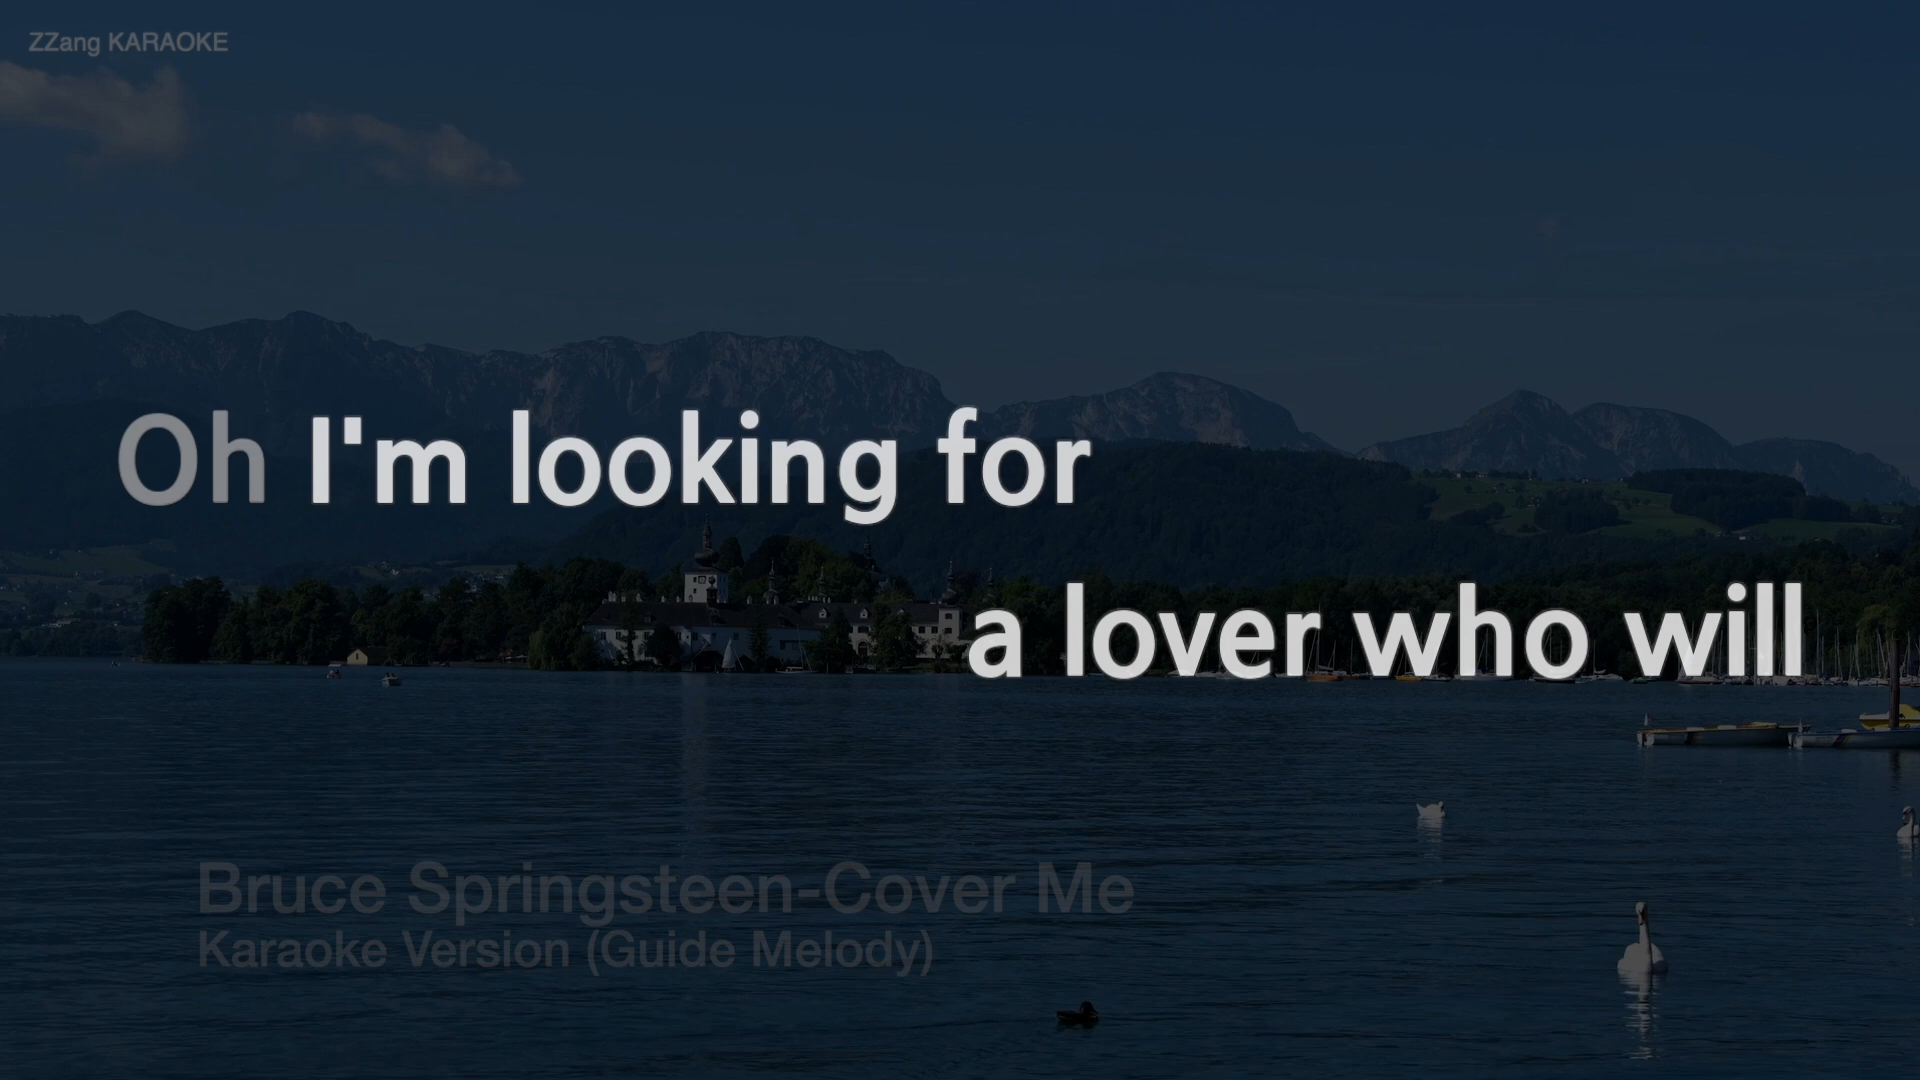 ZZang KARAOKE
Oh I'm looking for
a lover who will
Bruce Springsteen-Cover Me
Karaoke Version (Guide Melody)